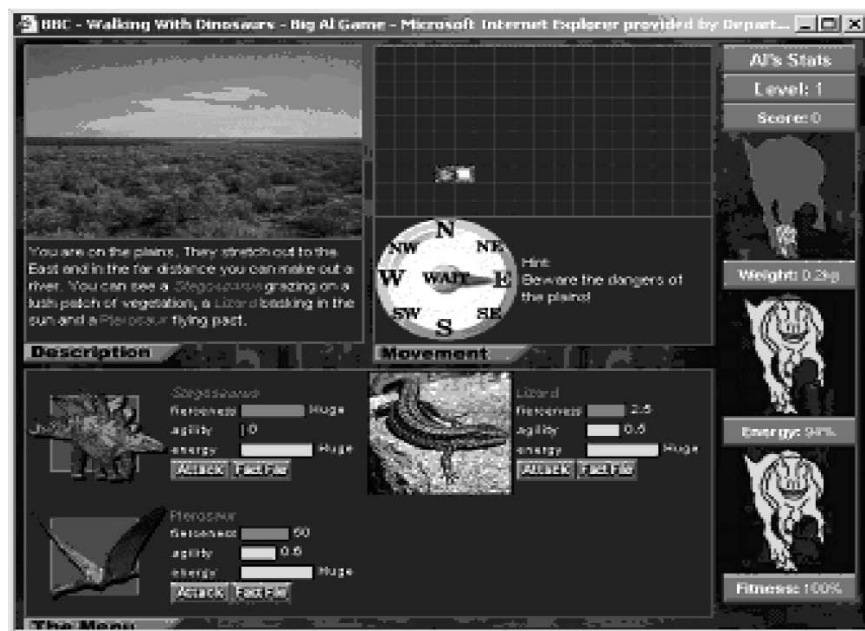 BBC - Walking With Dinosaurs - Big Al Game - Microsoft Internet Explorer provided by Depart...
You are on the plains. They stretch out to the
East and in the far distance you can make out a
river. You can see a Stegosaurus grazing on a
lush patch of vegetation, a Lizard basking in the
sun and a Pterosaur flying past.
Description
N
NW
NE
W
WAIT
E
SW
SE
S
Hint:
Beware the dangers of
the plains!
Movement
Al's Stats
Level: 1
Score: 0
Weight: 0.2kg
Energy: 94%
Fitness: 100%
Stegosaurus
fierceness Huge
agility 0
energy Huge
Attack Fact File
Lizard
fierceness 2.5
agility 0.5
energy Huge
Attack Fact File
Pterosaur
fierceness 50
agility 0.6
energy Huge
Attack Fact File
The Menu